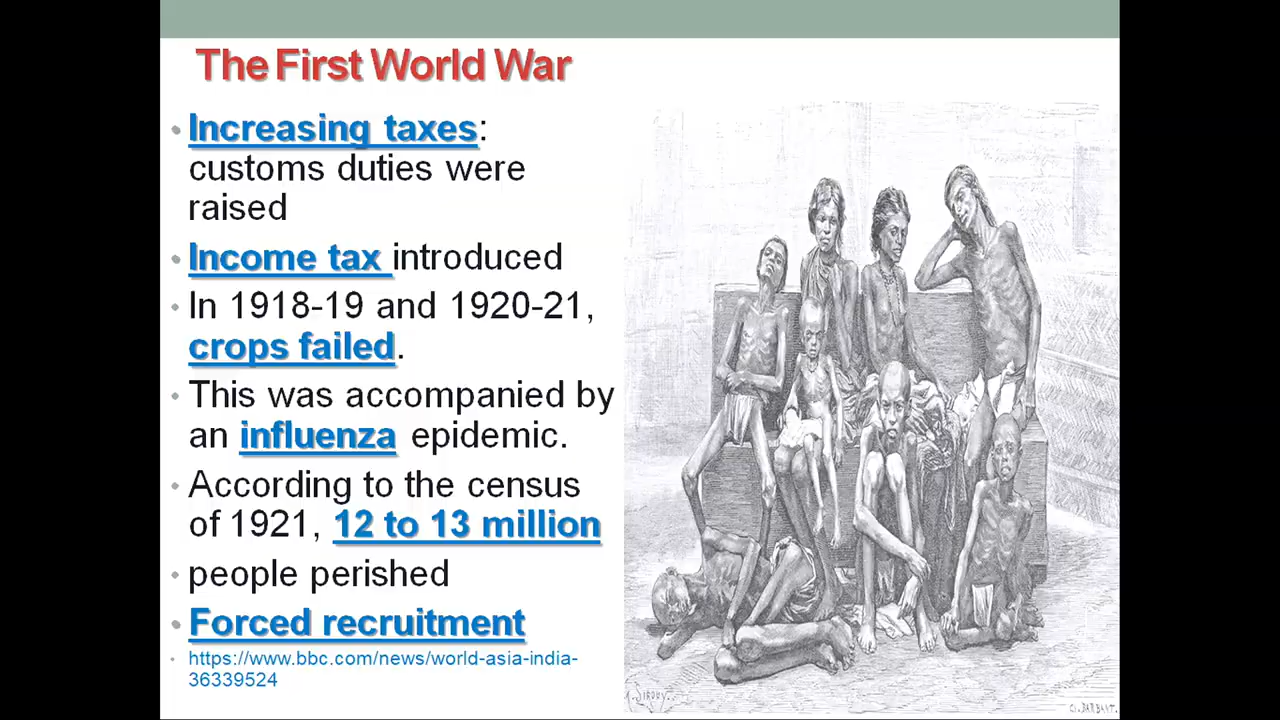 The First World War
• Increasing taxes:
customs duties were
raised
• Income tax introduced
• In 1918-19 and 1920-21,
crops failed.
• This was accompanied by
an influenza epidemic.
• According to the census
of 1921, 12 to 13 million
• people perished
• Forced recruitment
• https://www.bbc.com/news/world-asia-india-
36339524